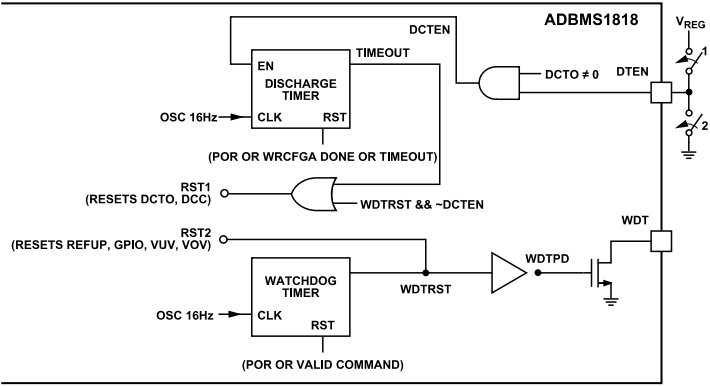 ADBMS1818
VREG
DCTEN
1
TIMEOUT
EN
DCTO ≠ 0
DTEN
DISCHARGE
TIMER
OSC 16Hz
CLK
RST
2
(POR OR WRCFGA DONE OR TIMEOUT)
RST1
(RESETS DCTO, DCC)
WDTRST && ~DCTEN
RST2
(RESETS REFUP, GPIO, VUV, VOV)
WDT
WATCHDOG
TIMER
WDTRST
WDTPD
OSC 16Hz
CLK
RST
(POR OR VALID COMMAND)